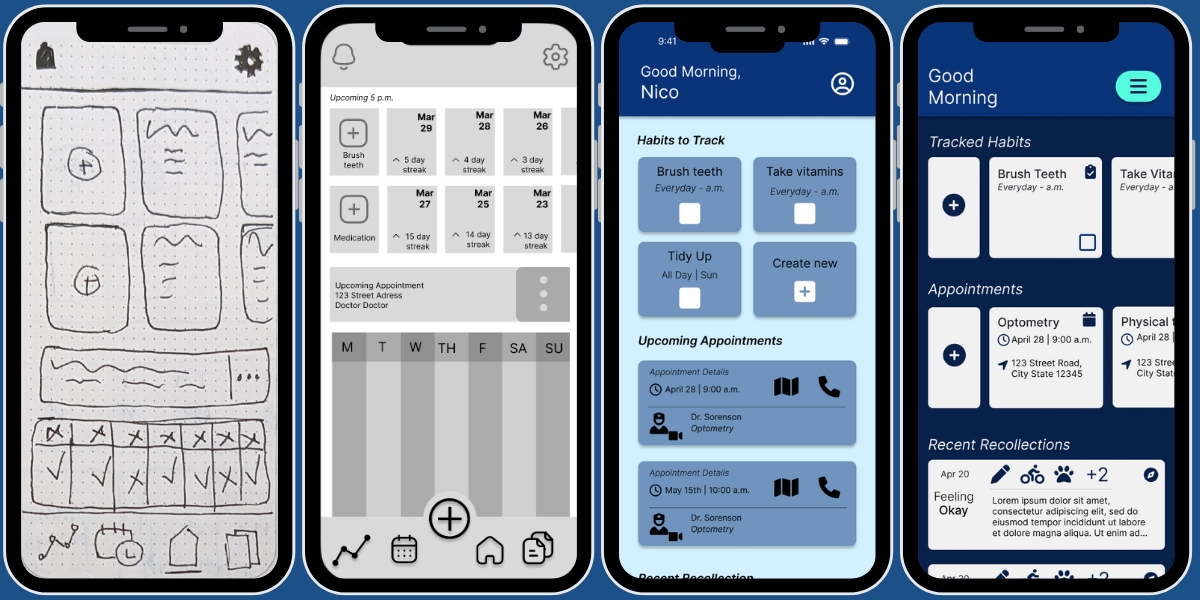 Upcoming 5 p.m.
Brush
teeth
Mar
29
5 day
streak
Mar
28
4 day
streak
Mar
26
3 day
streak
Medication
Mar
27
15 day
streak
Mar
25
14 day
streak
Mar
23
13 day
streak
Upcoming Appointment
123 Street Adress
Doctor Doctor
M T W TH F SA SU
9:41
Good Morning,
Nico
Habits to Track
Brush teeth
Everyday - a.m.
Take vitamins
Everyday - a.m.
Tidy Up
All Day | Sun
Create new
Upcoming Appointments
Appointment Details
April 28 | 9:00 a.m.
Dr. Sorenson
Optometry
Appointment Details
May 15th | 10:00 a.m.
Dr. Sorenson
Optometry
Recent Recollection
Good
Morning
Tracked Habits
Brush Teeth
Everyday - a.m.
Take Vita
Everyday - a.m.
Appointments
Optometry
April 28 | 9:00 a.m.
123 Street Road,
City State 12345
Physical t
April 28 |
123 Stree
City State
Recent Recollections
Apr 20
+2
Feeling
Okay
Lorem ipsum dolor sit amet,
consectetur adipiscing elit, sed do
eiusmod tempor incididunt ut labore
et dolore magna aliqua. Ut enim ad...
Apr 20
+2